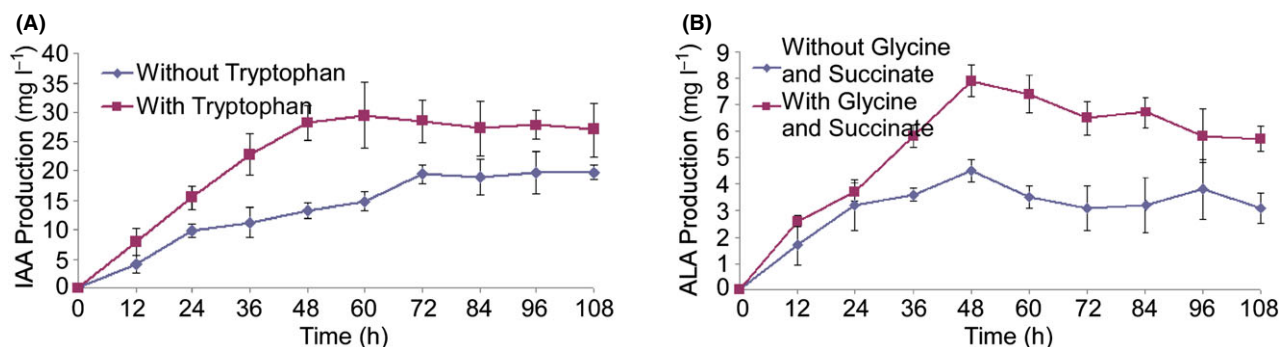 (A)
IAA Production (mg l⁻¹)
40
35
30
25
20
15
10
5
0
Without Tryptophan
With Tryptophan
0 12 24 36 48 60 72 84 96 108
Time (h)
(B)
ALA Production (mg l⁻¹)
9
8
7
6
5
4
3
2
1
0
Without Glycine
and Succinate
With Glycine
and Succinate
0 12 24 36 48 60 72 84 96 108
Time (h)